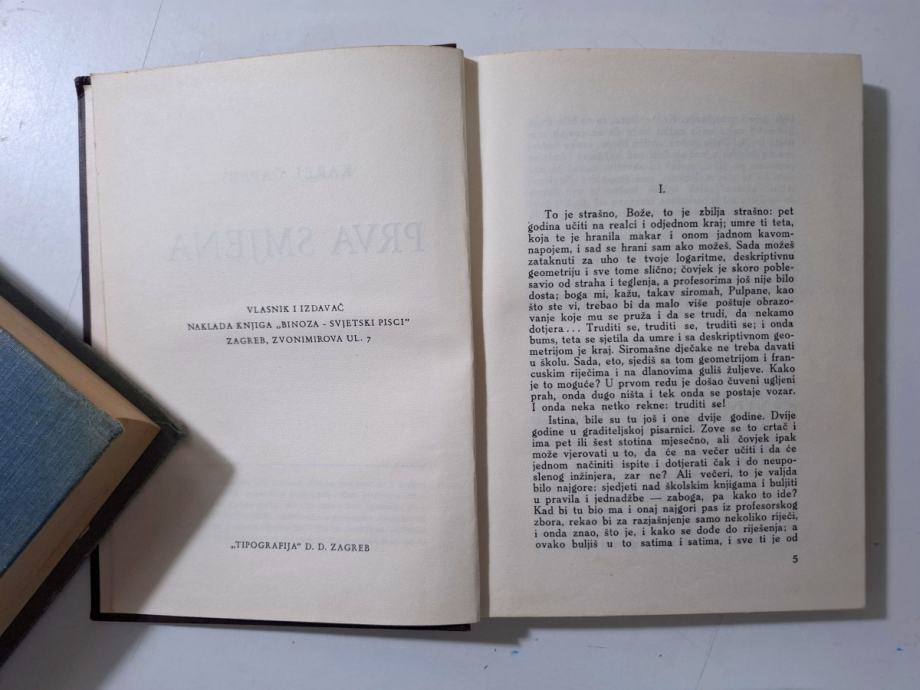 VLASNIK I IZDAVAČ
NAKLADA KNJIGA „BINOZA - SVJETSKI PISCI"
ZAGREB, ZVONIMIROVA UL. 7
„TIPOGRAFIJA" D. D. ZAGREB
I.
To je strašno, Bože, to je zbilja strašno: pet
godina učiti na realci i odjednom kraj; umre ti teta,
koja te je hranila makar i onom jadnom kavom-
napojem, i sad se hrani sam ako možeš. Sada možeš
zataknuti za uho te tvoje logaritme, deskriptivnu
geometriju i sve tome slično; čovjek je skoro poble-
savio od straha i teglenja, a profesorima još nije bilo
dosta; boga mi, kažu, takav siromah, Pulpane, kao
što ste vi, trebao bi da malo više poštuje obrazo-
vanje koje mu se pruža i da se trudi, da nekamo
dotjera... Truditi se, truditi se, truditi se; i onda
bums, teta se sjetila da umre i sa deskriptivnom geo-
metrijom je kraj. Siromašne dječake ne treba davati
u školu. Sada, eto, sjediš sa tom geometrijom i fran-
cuskim riječima i na dlanovima guliš žuljeve. Kako
je to moguće? U prvom redu je došao čuveni ugljeni
prah, onda dugo ništa i tek onda se postaje vozar.
I onda neka netko rekne: truditi se!
Istina, bile su tu još i one dvije godine. Dvije
godine u graditeljskoj pisarnici. Zove se to crtač i
ima pet ili šest stotina mjesečno, ali čovjek ipak
može vjerovati u to, da će na večer učiti i da će
jednom načiniti ispite i dotjerati čak i do neupo-
slenog inžinjera, zar ne? Ali večeri, to je valjda
bilo najgore: sjedjeti nad školskim knjigama i buljiti
u pravila i jednadžbe — zaboga, pa kako to ide?
Kad bi tu bio ma i onaj najgori pas iz profesorskog
zbora, rekao bi za razjašnjenje samo nekoliko riječi,
i onda znao, što je, i kako se dođe do riješenja; a
ovako buljiš u to satima i satima, i sve ti je od
5